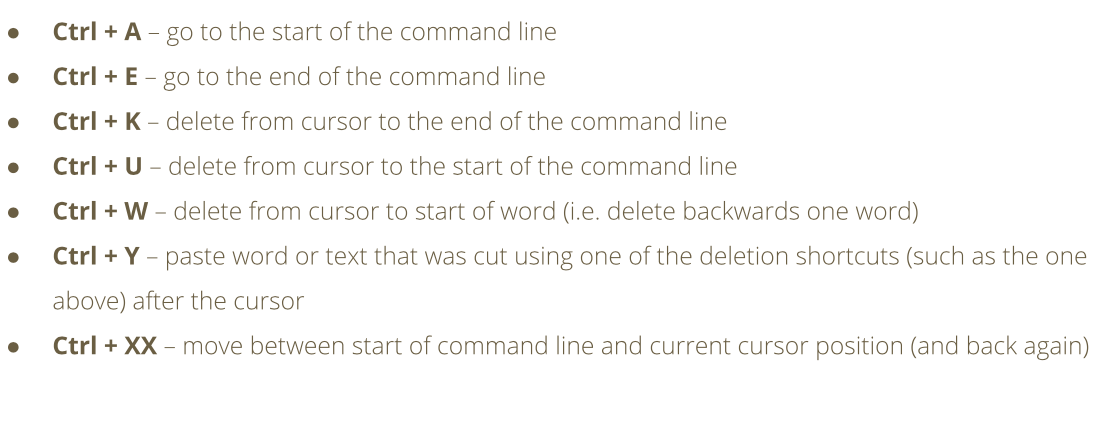 ● Ctrl + A – go to the start of the command line
● Ctrl + E – go to the end of the command line
● Ctrl + K – delete from cursor to the end of the command line
● Ctrl + U – delete from cursor to the start of the command line
● Ctrl + W – delete from cursor to start of word (i.e. delete backwards one word)
● Ctrl + Y – paste word or text that was cut using one of the deletion shortcuts (such as the one
above) after the cursor
● Ctrl + XX – move between start of command line and current cursor position (and back again)